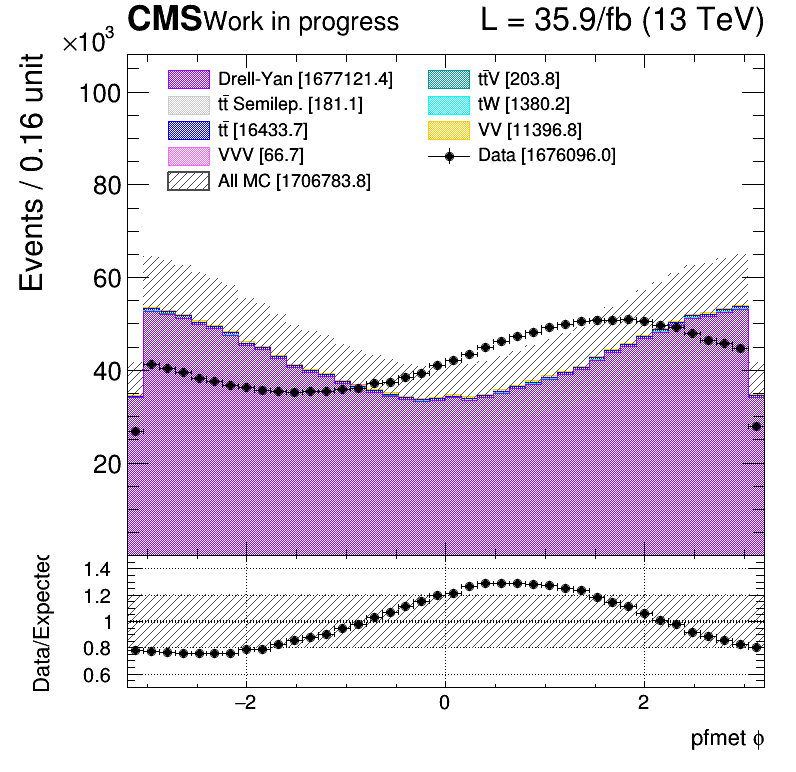 CMS Work in progress L = 35.9/fb (13 TeV)
×10³
Events / 0.16 unit
Drell-Yan [1677121.4]
tt̄ Semilep. [181.1]
tt̄ [16433.7]
VVV [66.7]
All MC [1706783.8]
tt̄V [203.8]
tW [1380.2]
VV [11396.8]
Data [1676096.0]
100
80
60
40
20
Data/Expected
1.4
1.2
1
0.8
0.6
−2 0 2
pfmet ϕ